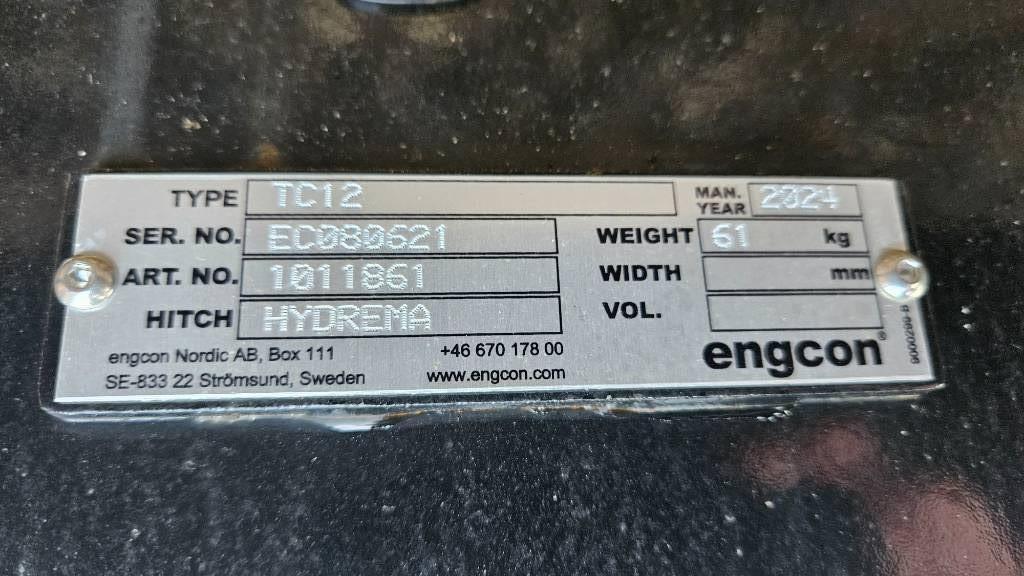 TYPE TC12 MAN. YEAR 2024
SER. NO. EC080621 WEIGHT 61 kg
ART. NO. 1011861 WIDTH mm
HITCH HYDREMA VOL.
engcon Nordic AB, Box 111 +46 670 178 00
SE-833 22 Strömsund, Sweden www.engcon.com
engcon®